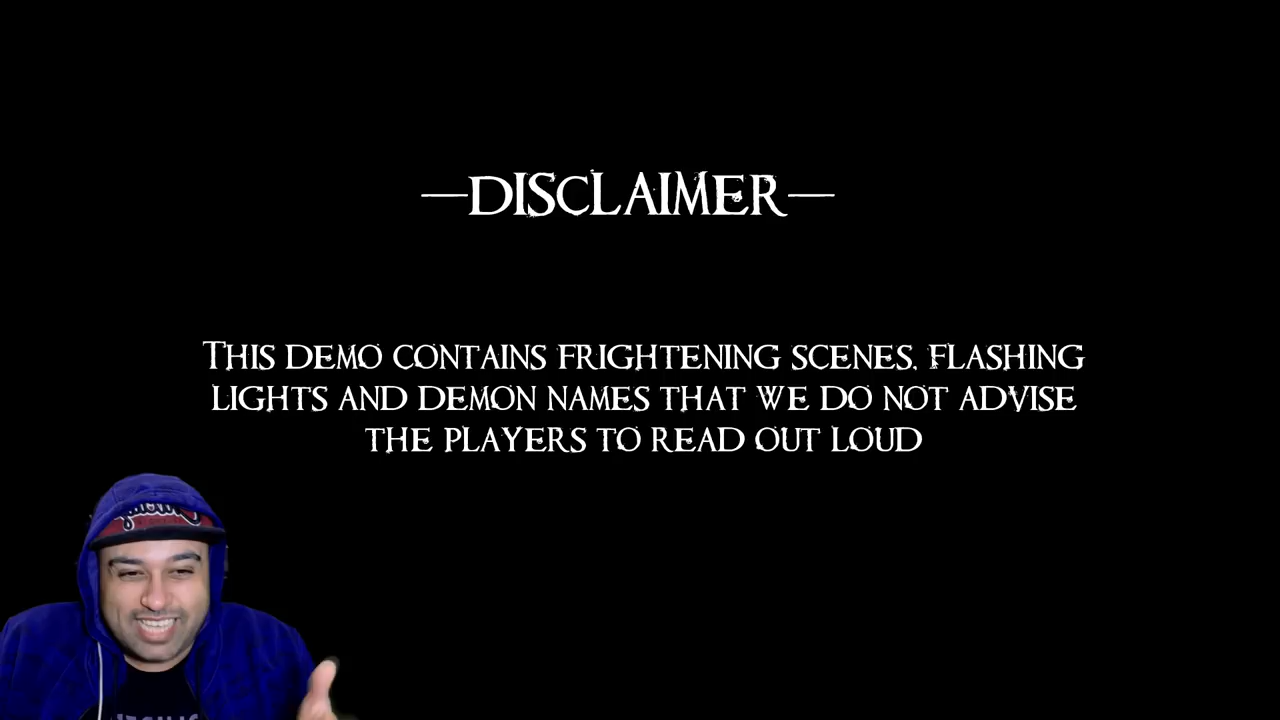 —DISCLAIMER—
THIS DEMO CONTAINS FRIGHTENING SCENES, FLASHING
LIGHTS AND DEMON NAMES THAT WE DO NOT ADVISE
THE PLAYERS TO READ OUT LOUD